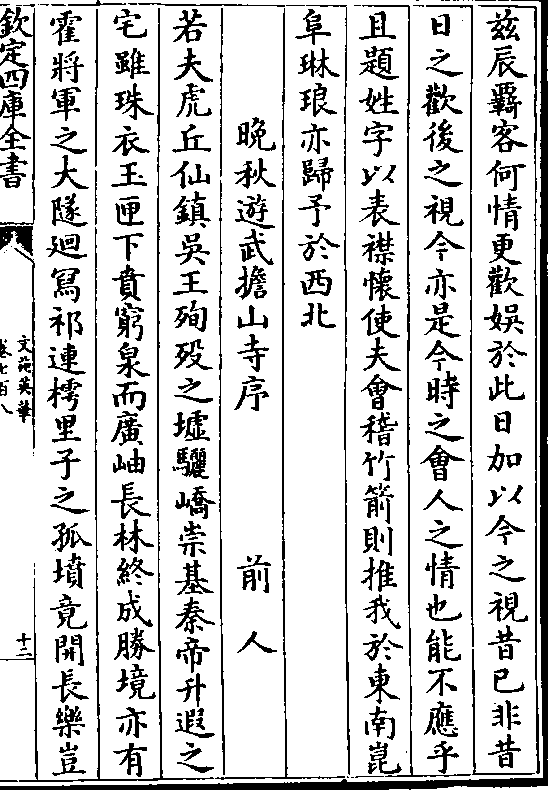 茲辰覊客何情更歡娯於此日加以今之視昔已非昔
日之歡後之視今亦是今時之會人之情也能不應乎
且題姓字以表襟懐使夫會稽竹箭則推我於東南崑
阜琳琅亦歸予於西北
晚秋遊武擔山寺序 前人
若夫虎丘仙鎮吳王殉歿之墟驪嶠崇基秦帝升遐之
宅雖珠衣玉匣下賁窮泉而廣岫長林終成勝境亦有
霍將軍之大隧廻冩祁連樗里子之孤墳竟開長樂豈
欽定四庫全書
文苑英華
卷七百八
十二